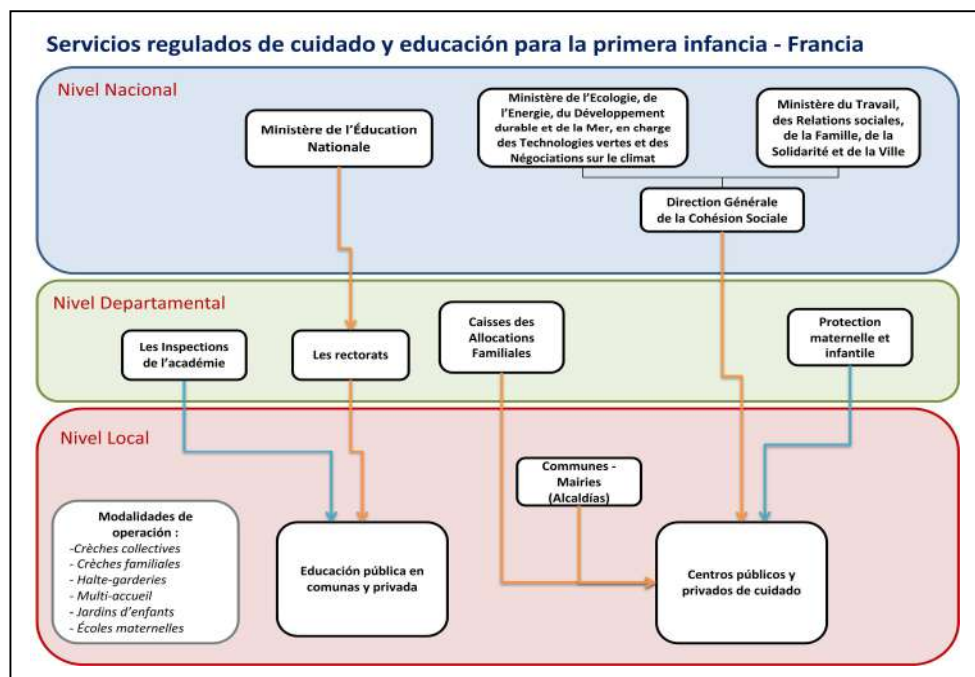 Servicios regulados de cuidado y educación para la primera infancia - Francia
Nivel Nacional
Ministère de l'Éducation
Nationale
Ministère de l'Ecologie, de
l'Energie, du Développement
durable et de la Mer, en charge
des Technologies vertes et des
Négociations sur le climat
Ministère du Travail,
des Relations sociales,
de la Famille, de la
Solidarité et de la Ville
Direction Générale
de la Cohésion Sociale
Nivel Departamental
Les Inspections
de l'académie
Les rectorats
Caisses des
Allocations
Familiales
Protection
maternelle et
infantile
Nivel Local
Communes -
Mairies
(Alcaldías)
Modalidades de
operación :
-Crèches collectives
- Crèches familiales
- Halte-garderies
- Multi-accueil
- Jardins d'enfants
- Écoles maternelles
Educación pública en
comunas y privada
Centros públicos y
privados de cuidado